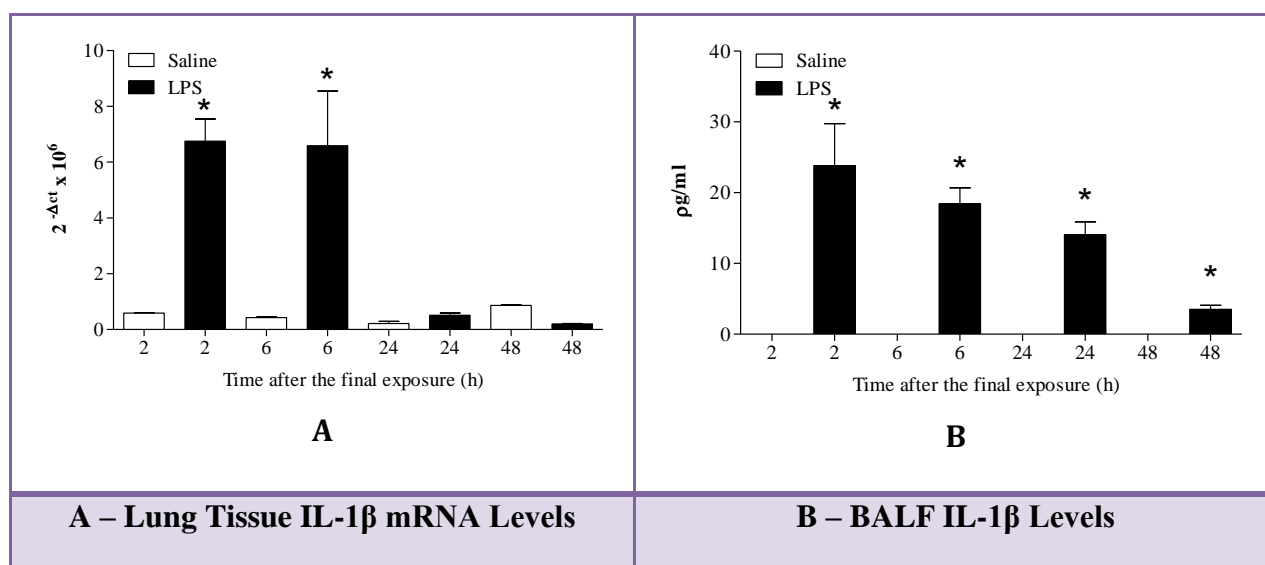 10
8
6
4
2
0
2 ^-Δct x 10^6
Saline
LPS
*
*
2 2 6 6 24 24 48 48
Time after the final exposure (h)
A
40
30
20
10
0
ρg/ml
Saline
LPS
*
*
*
*
2 2 6 6 24 24 48 48
Time after the final exposure (h)
B
A – Lung Tissue IL-1β mRNA Levels
B – BALF IL-1β Levels